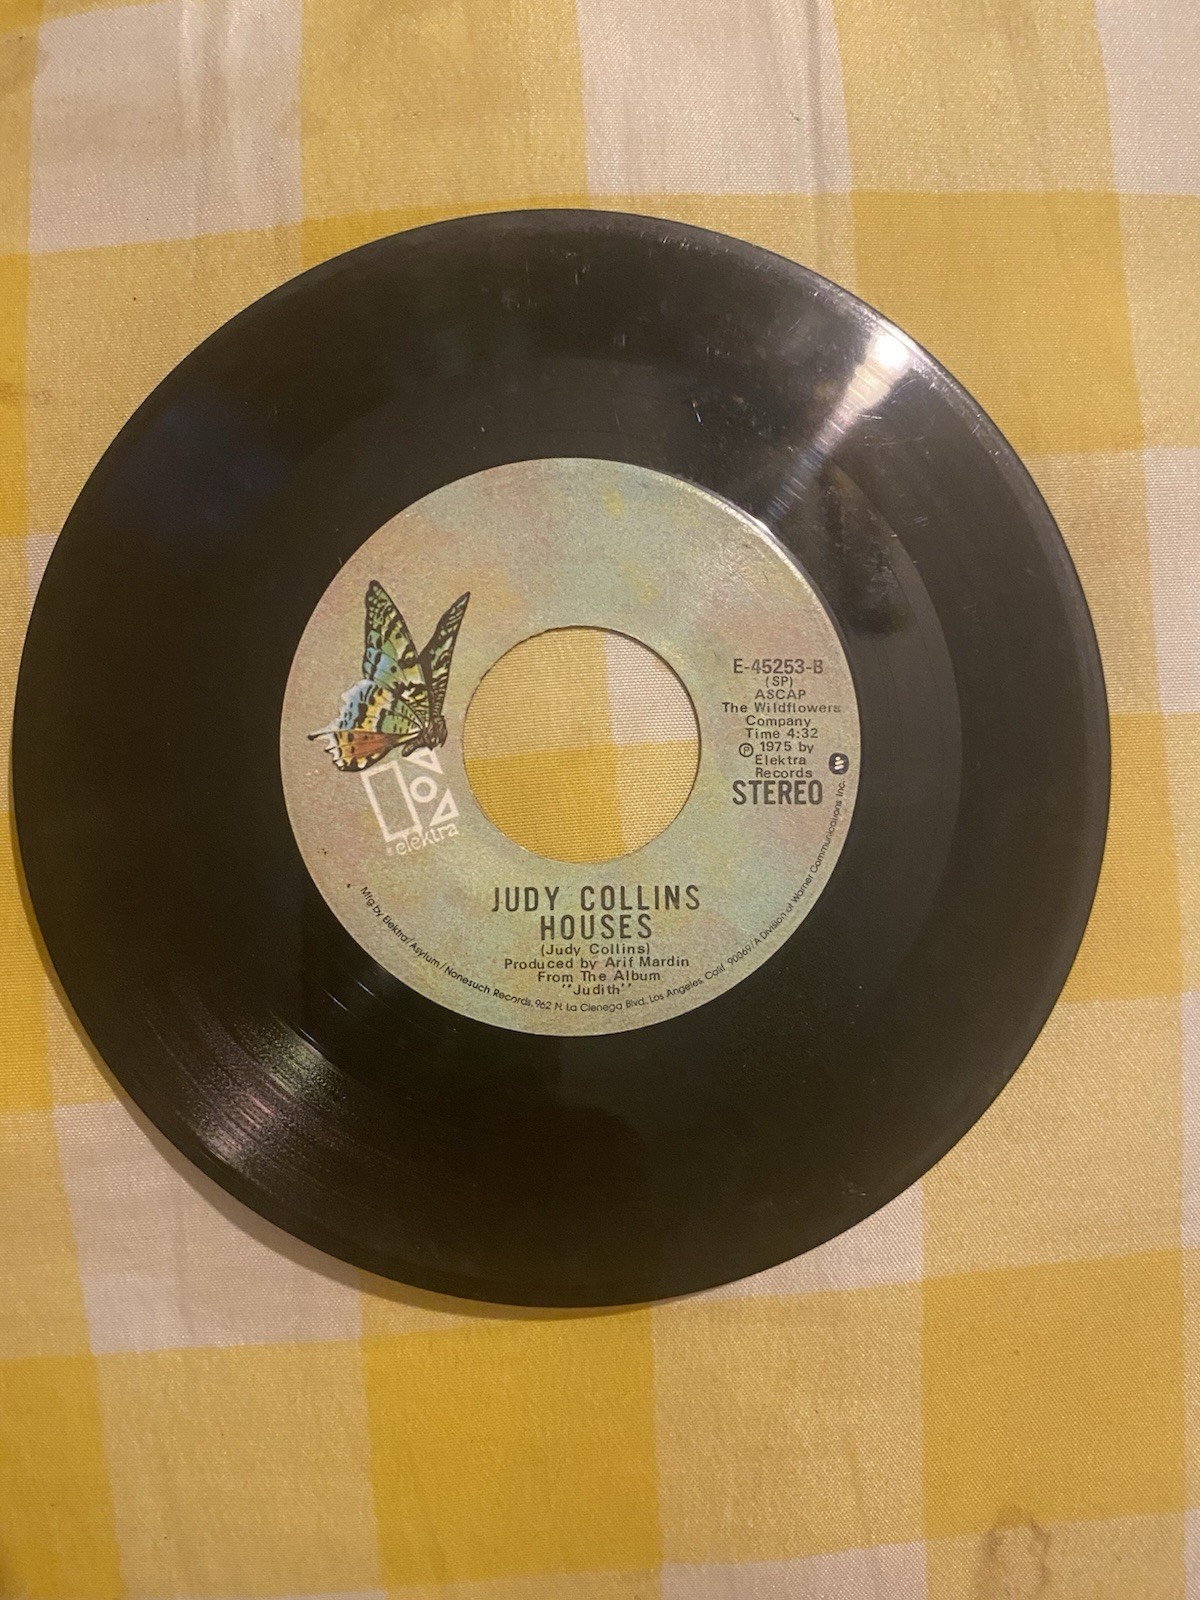 E-45253-B
(SP)
ASCAP
The Wildflowers
Company
Time 4:32
℗ 1975 by
Elektra
Records
STEREO
elektra
JUDY COLLINS
HOUSES
(Judy Collins)
Produced by Arif Mardin
From The Album
"Judith"
Mfg by Elektra/Asylum/Nonesuch Records, 962 N. La Cienega Blvd., Los Angeles, Calif. 90069/A Division of Warner Communications Inc.